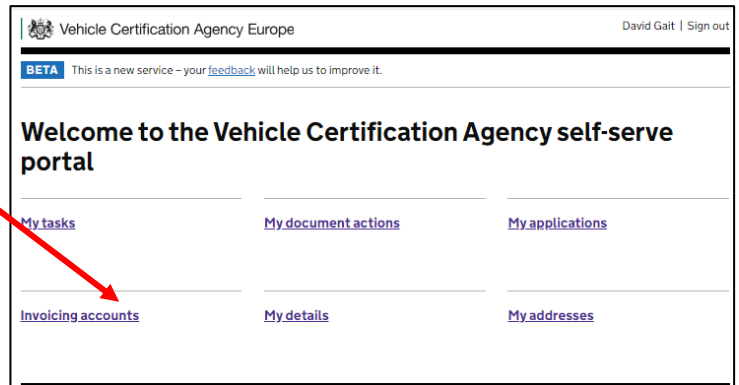 Vehicle Certification Agency Europe
David Gait | Sign out
BETA This is a new service – your feedback will help us to improve it.
Welcome to the Vehicle Certification Agency self-serve
portal
My tasks
My document actions
My applications
Invoicing accounts
My details
My addresses